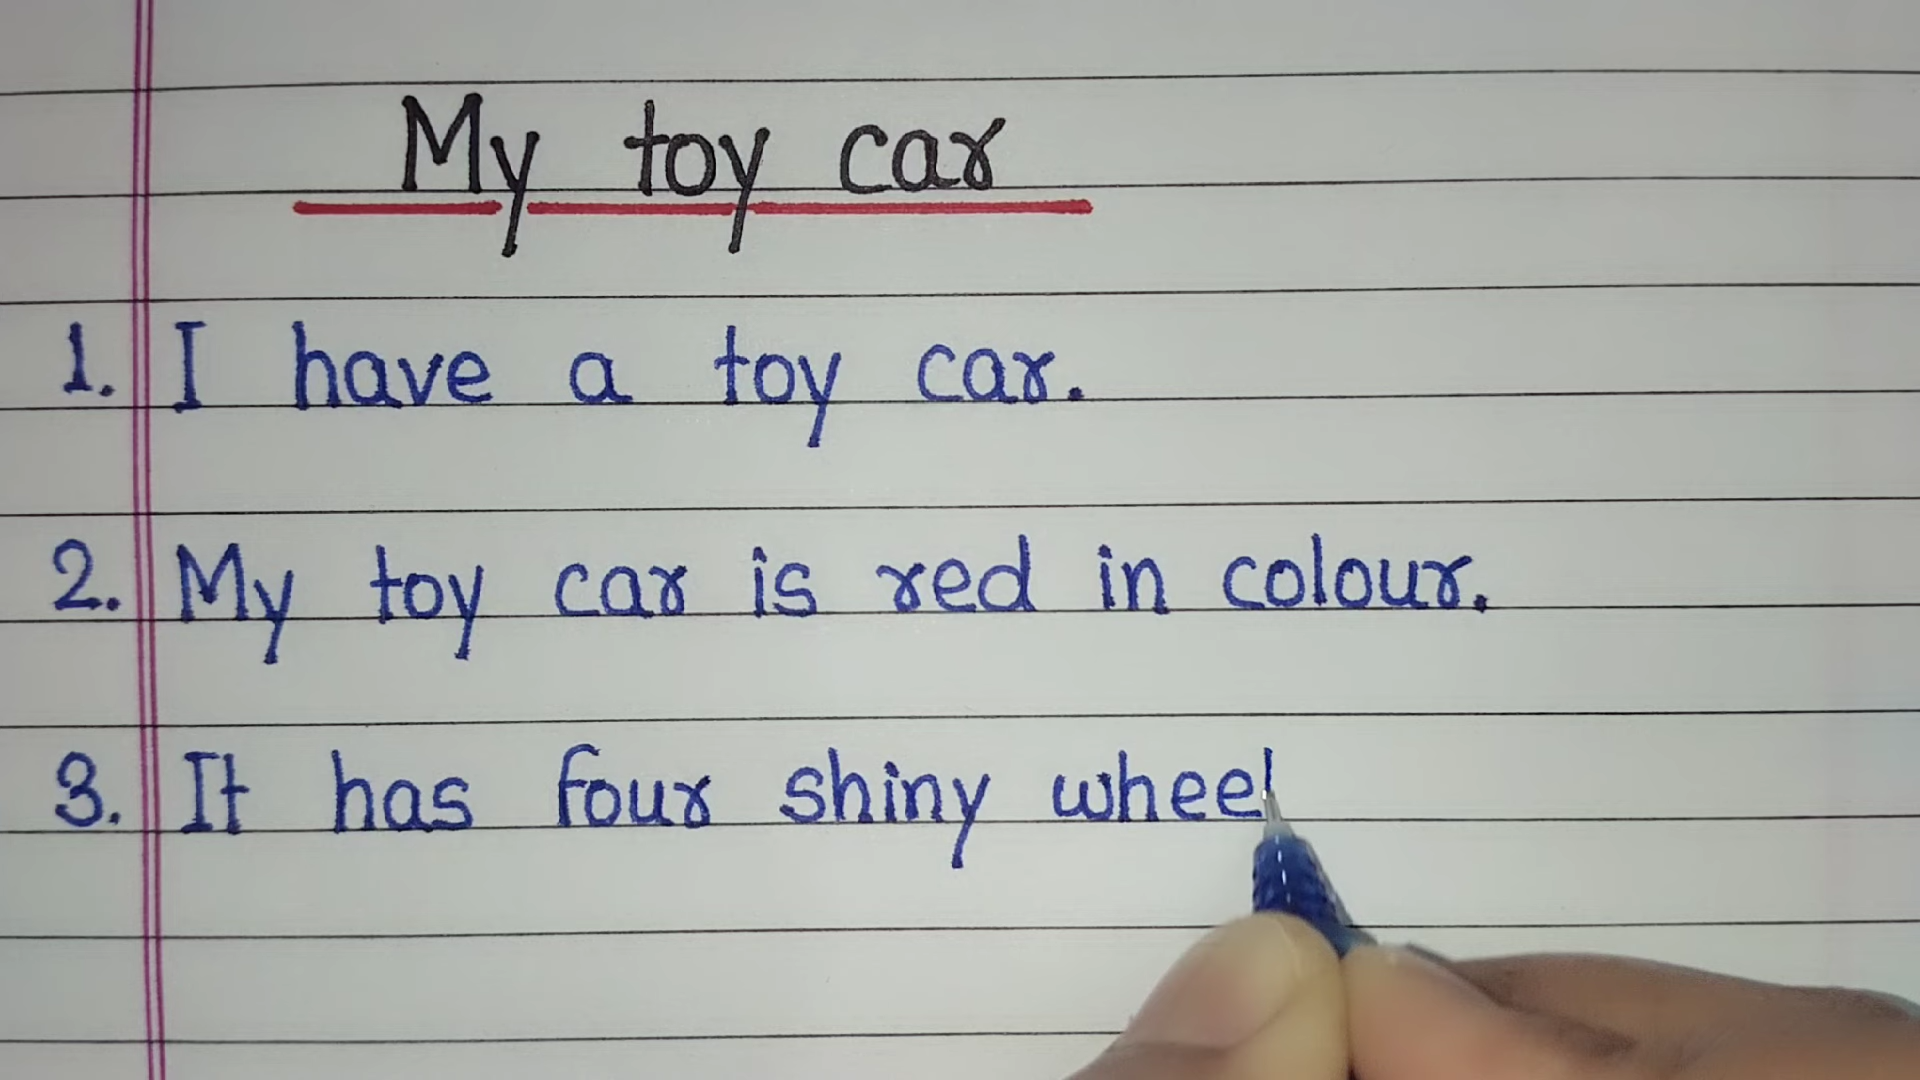 My toy car
1. I have a toy car.
2. My toy car is red in colour.
3. It has four shiny wheel